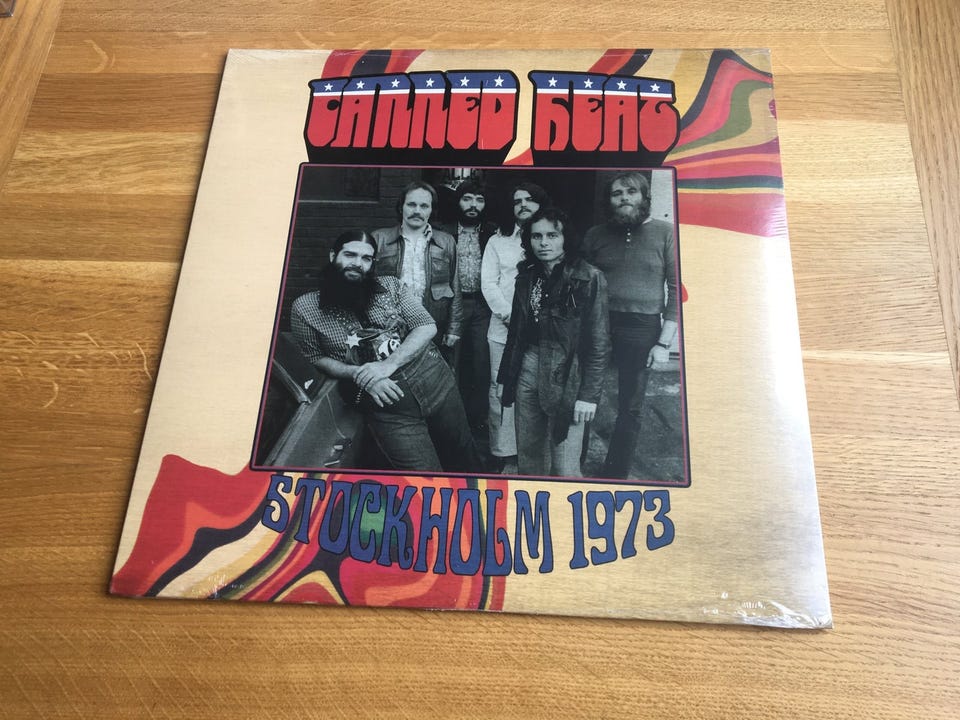 CANNED HEAT
STOCKHOLM 1973